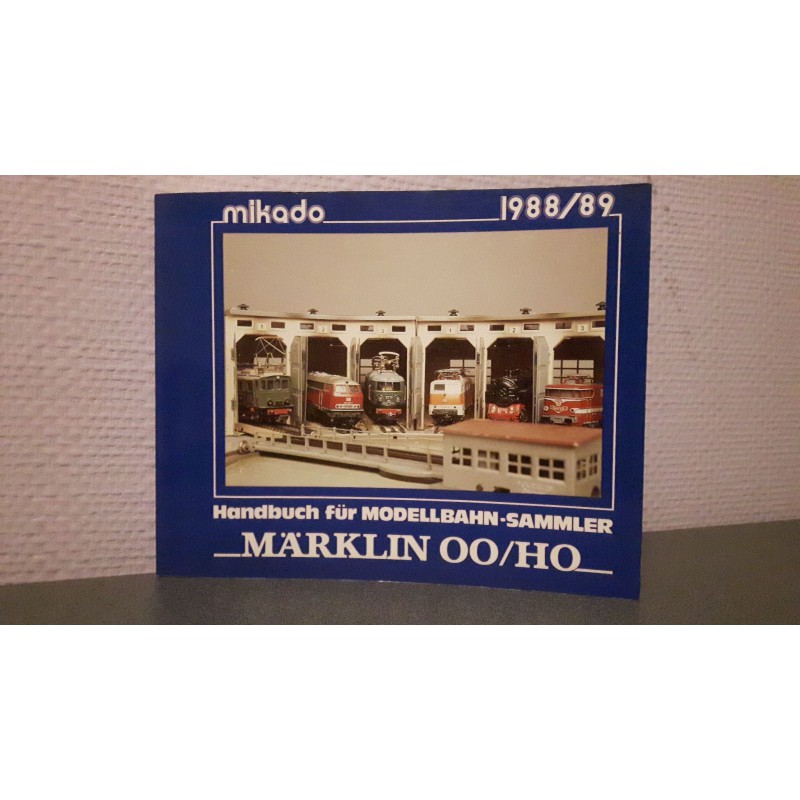 mikado 1988/89
Handbuch für MODELLBAHN-SAMMLER
MÄRKLIN OO/HO